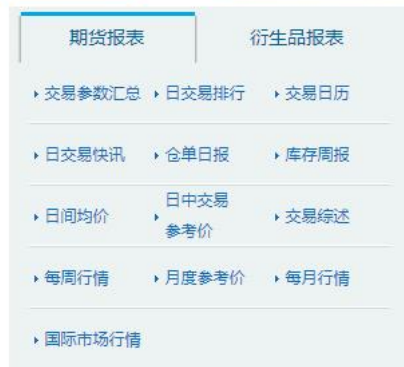 期货报表 衍生品报表
交易参数汇总 日交易排行 交易日历
日交易快讯 仓单日报 库存周报
日间均价 日中交易参考价 交易综述
每周行情 月度参考价 每月行情
国际市场行情